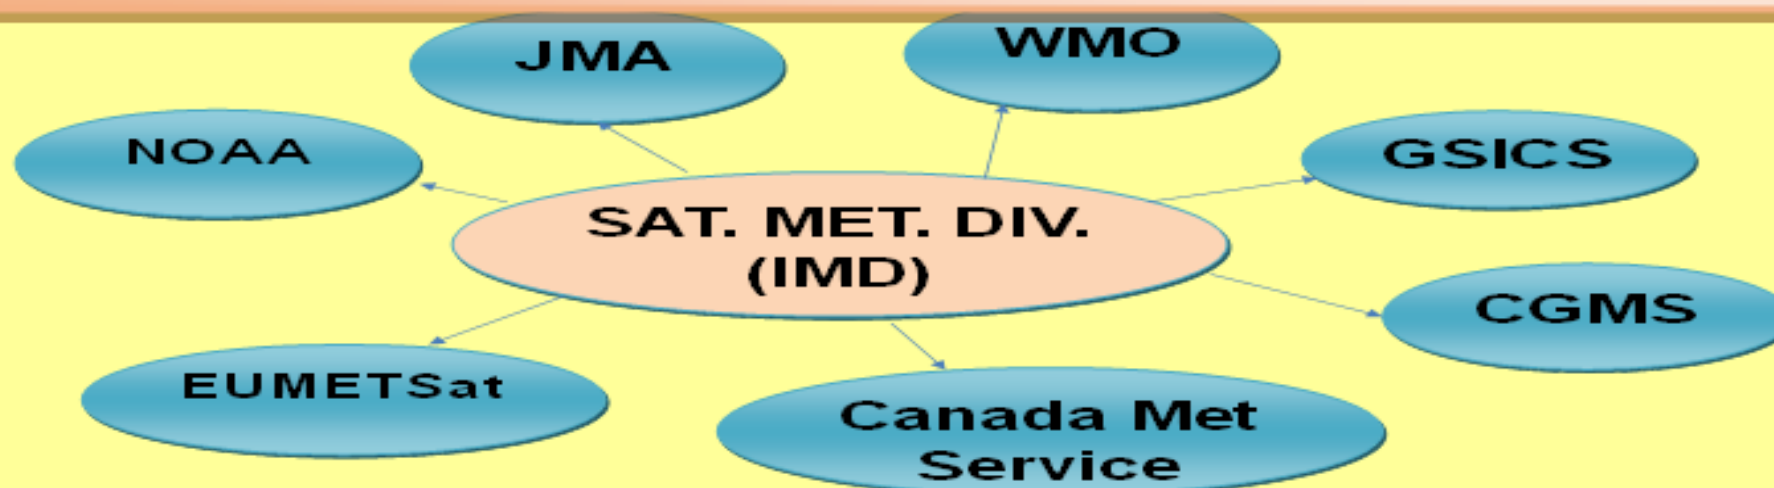 JMA
WMO
NOAA
GSICS
SAT. MET. DIV.
(IMD)
CGMS
EUMETSat
Canada Met
Service